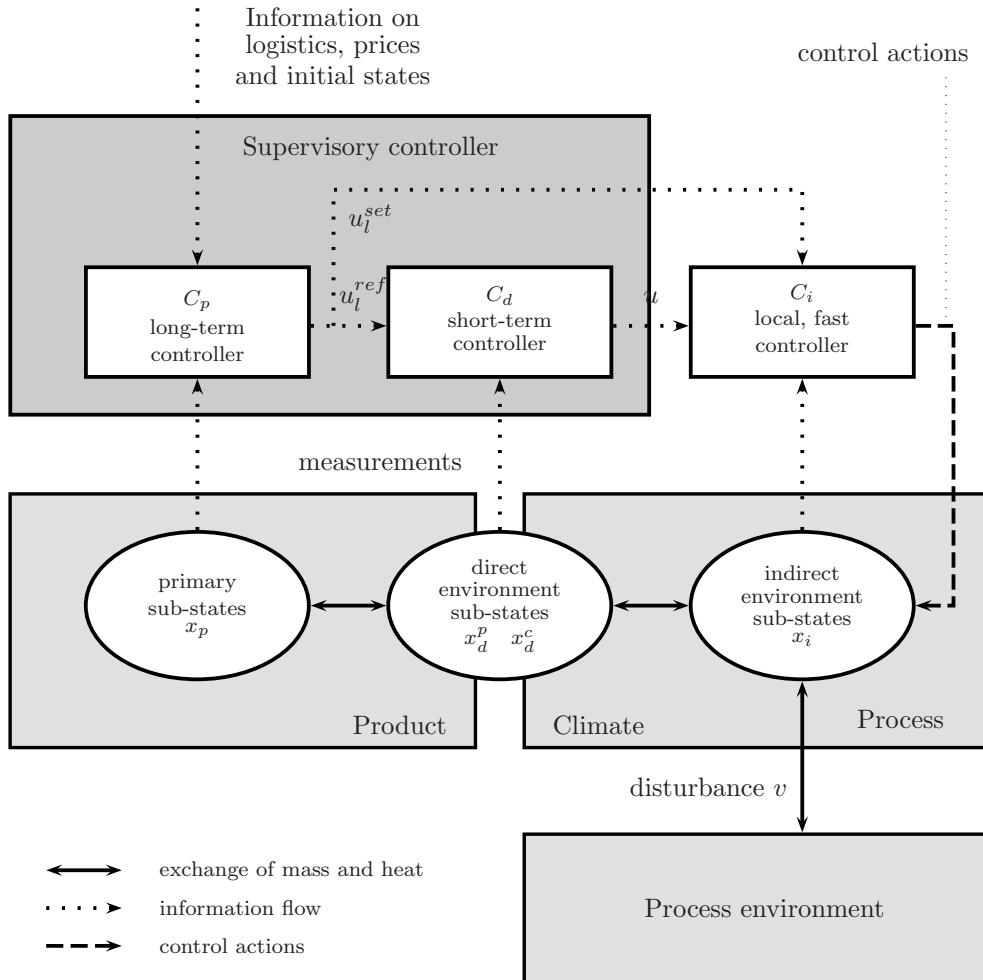 Information on
logistics, prices
and initial states
control actions
Supervisory controller
u_l^{set}
u_l^{ref}
u
C_p
long-term
controller
C_d
short-term
controller
C_i
local, fast
controller
measurements
primary
sub-states
x_p
direct
environment
sub-states
x_d^p x_d^c
indirect
environment
sub-states
x_i
Product
Climate
Process
disturbance v
exchange of mass and heat
information flow
control actions
Process environment